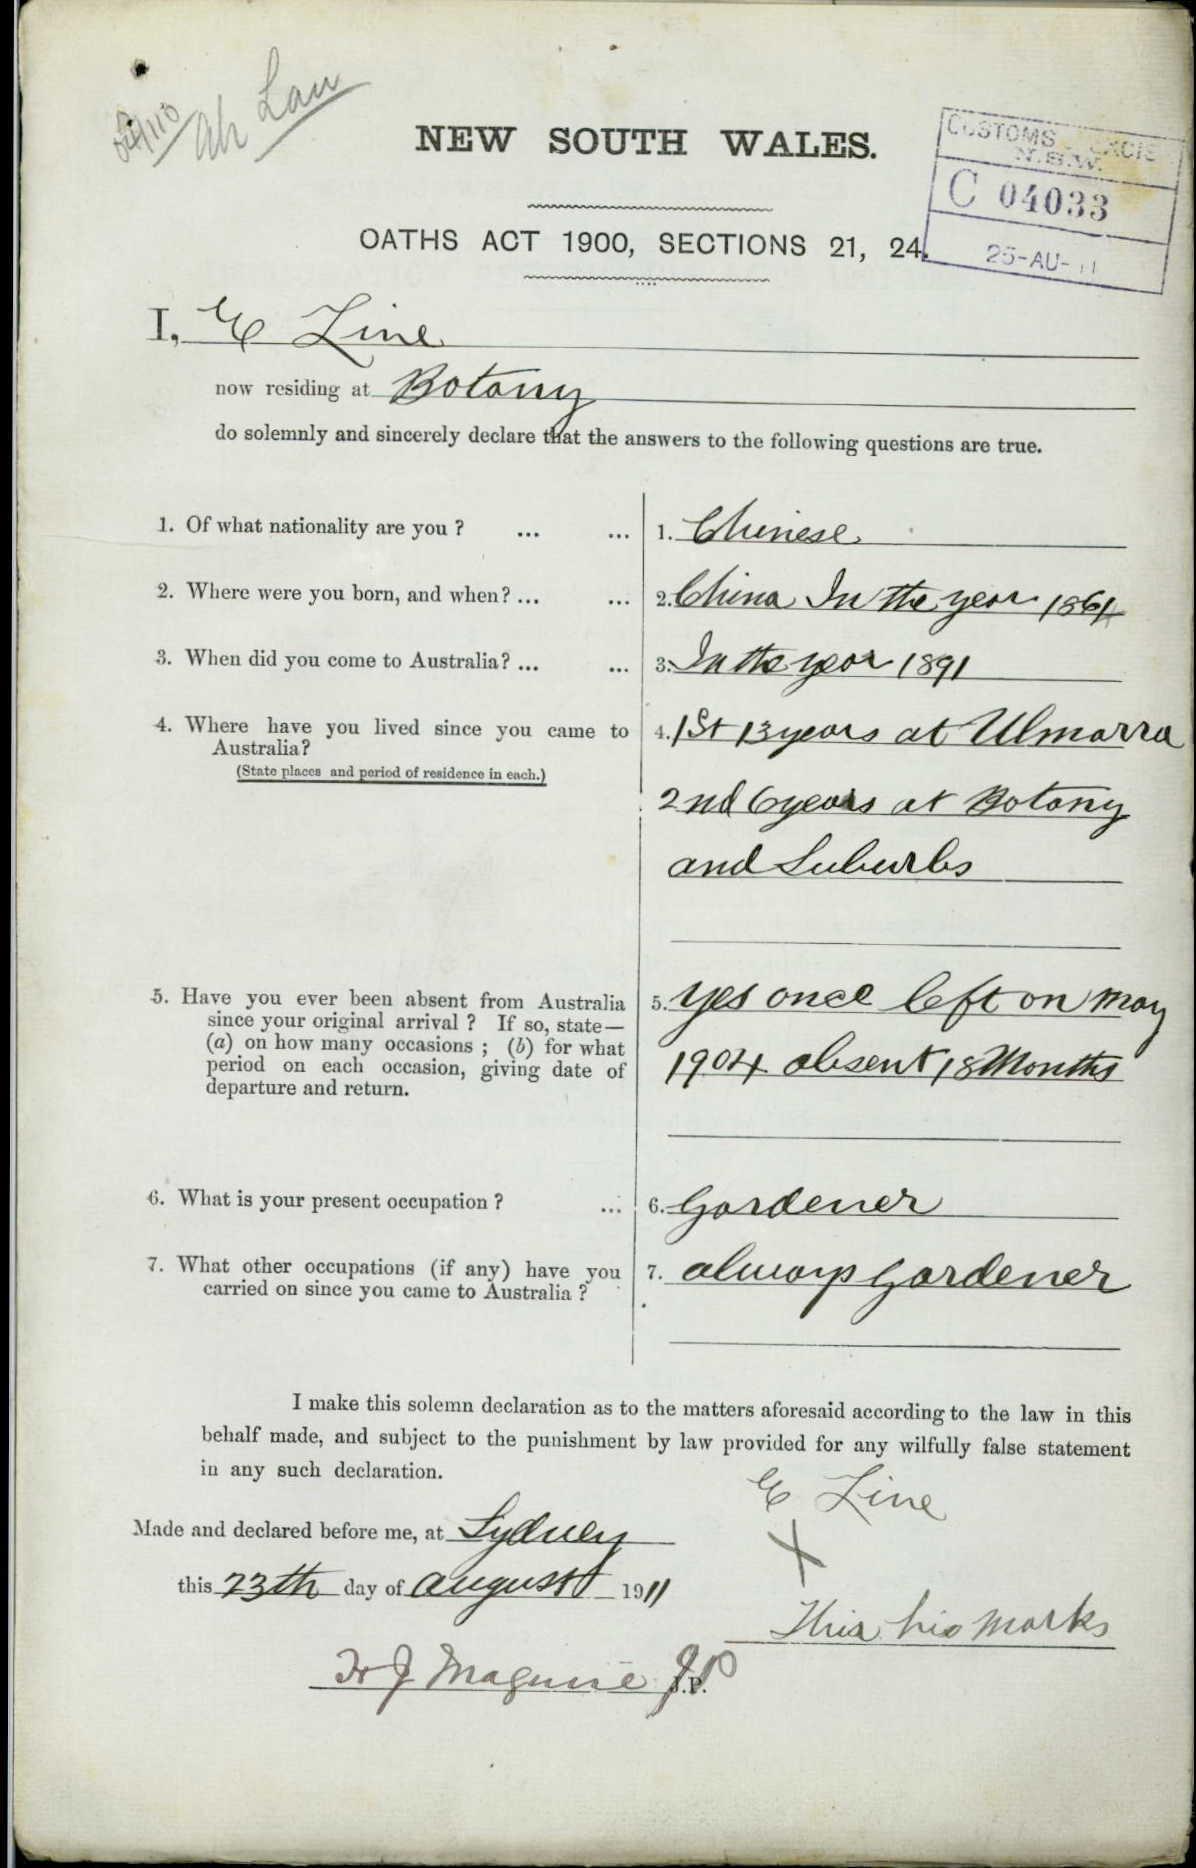 Ah Lau
NEW SOUTH WALES.
CUSTOMS & EXCISE
N.S.W.
C 04033
25-AU-11
OATHS ACT 1900, SECTIONS 21, 24.
I, E Line
now residing at Botany
do solemnly and sincerely declare that the answers to the following questions are true.
1. Of what nationality are you ? ... ... 1. Chinese
2. Where were you born, and when? ... ... 2. China In the year 1864
3. When did you come to Australia? ... ... 3. In the year 1891
4. Where have you lived since you came to 4. 1st 13 years at Ulmarra
Australia?
(State places and period of residence in each.)
2nd 6 years at Botany
and Suburbs
5. Have you ever been absent from Australia 5. Yes once left on May
since your original arrival ? If so, state—
(a) on how many occasions ; (b) for what
period on each occasion, giving date of 1904 absent 18 Months
departure and return.
6. What is your present occupation ? ... 6. Gardener
7. What other occupations (if any) have you 7. always Gardener
carried on since you came to Australia ?
I make this solemn declaration as to the matters aforesaid according to the law in this
behalf made, and subject to the punishment by law provided for any wilfully false statement
in any such declaration.
E Line
X
Made and declared before me, at Sydney
this 23th day of August 1911
This his marks
J Maguire JP
J.P.